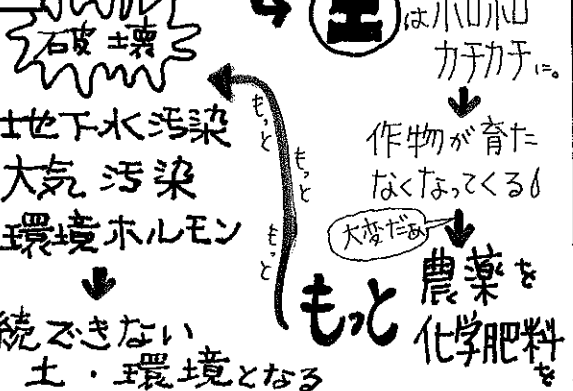 破壊
地下水汚染
大気汚染
環境ホルモン
続できない
土・環境となる
土
はボロボロ
カチカチに。
作物が育た
なくなってくる
大変だぁ
もっと
農薬を
化学肥料を
もっと
もっと
もっと